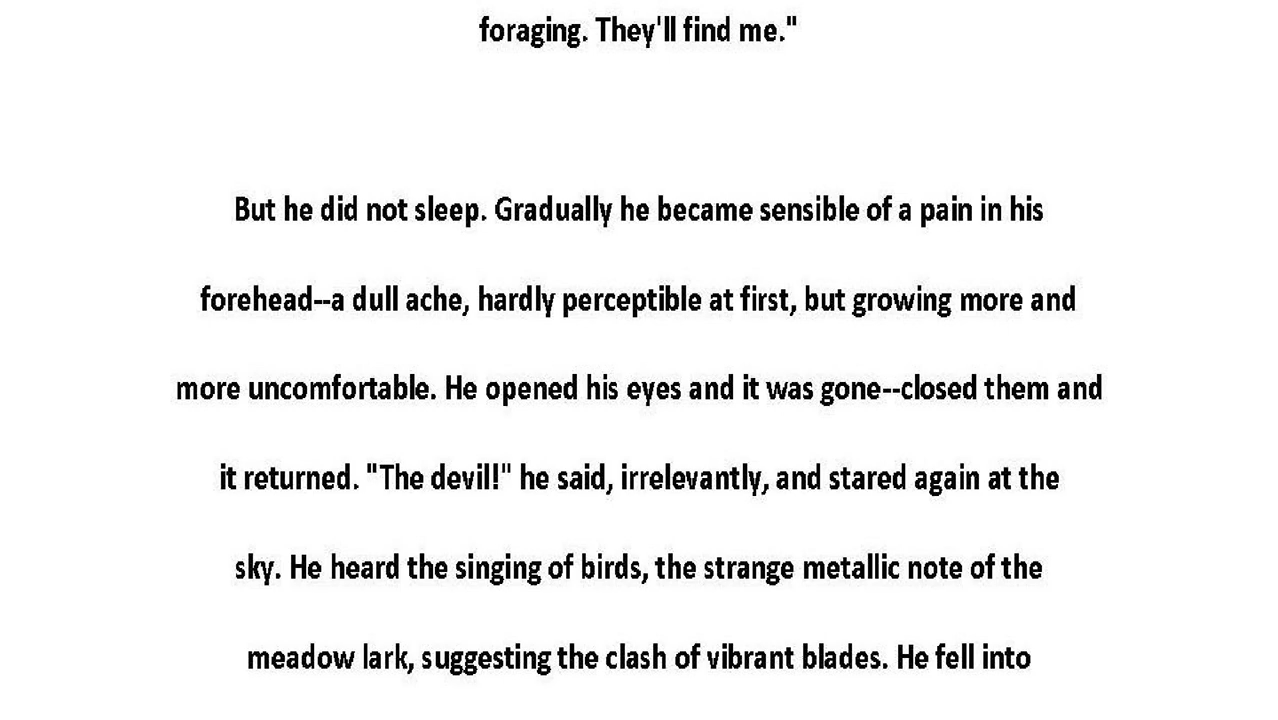 foraging. They'll find me."
But he did not sleep. Gradually he became sensible of a pain in his
forehead--a dull ache, hardly perceptible at first, but growing more and
more uncomfortable. He opened his eyes and it was gone--closed them and
it returned. "The devil!" he said, irrelevantly, and stared again at the
sky. He heard the singing of birds, the strange metallic note of the
meadow lark, suggesting the clash of vibrant blades. He fell into